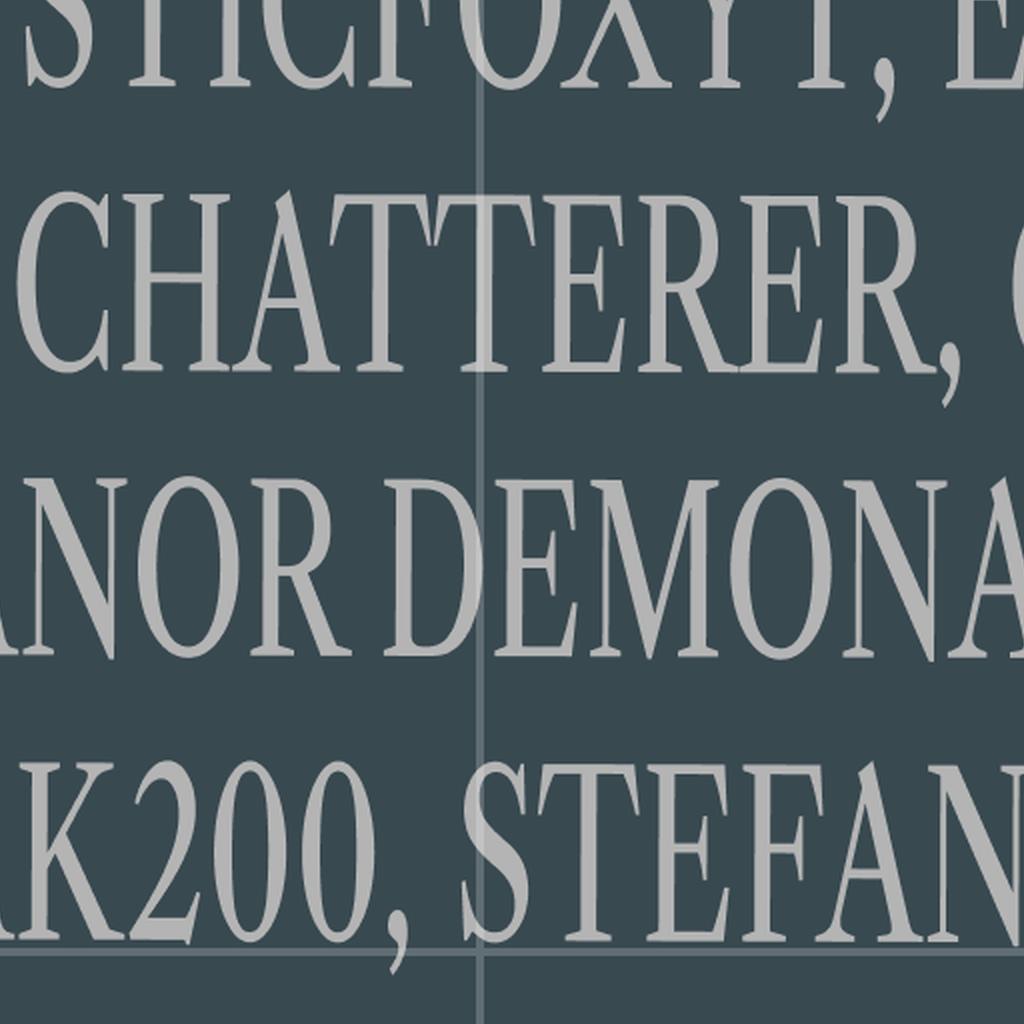 STICFOXYT, E
CHATTERER,
ANOR DEMONA
AK200, STEFAN